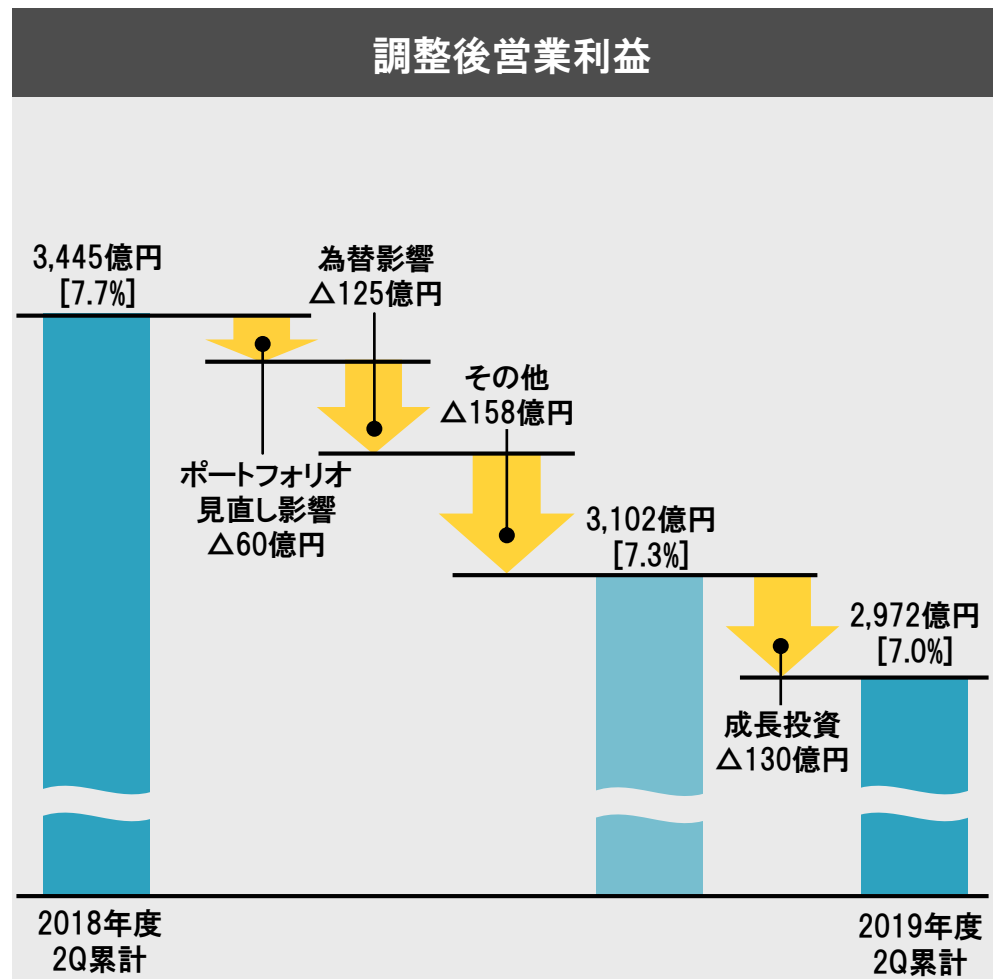 調整後営業利益
3,445億円
[7.7%]
為替影響
△125億円
その他
△158億円
ポートフォリオ
見直し影響
△60億円
3,102億円
[7.3%]
2,972億円
[7.0%]
成長投資
△130億円
2018年度
2Q累計
2019年度
2Q累計